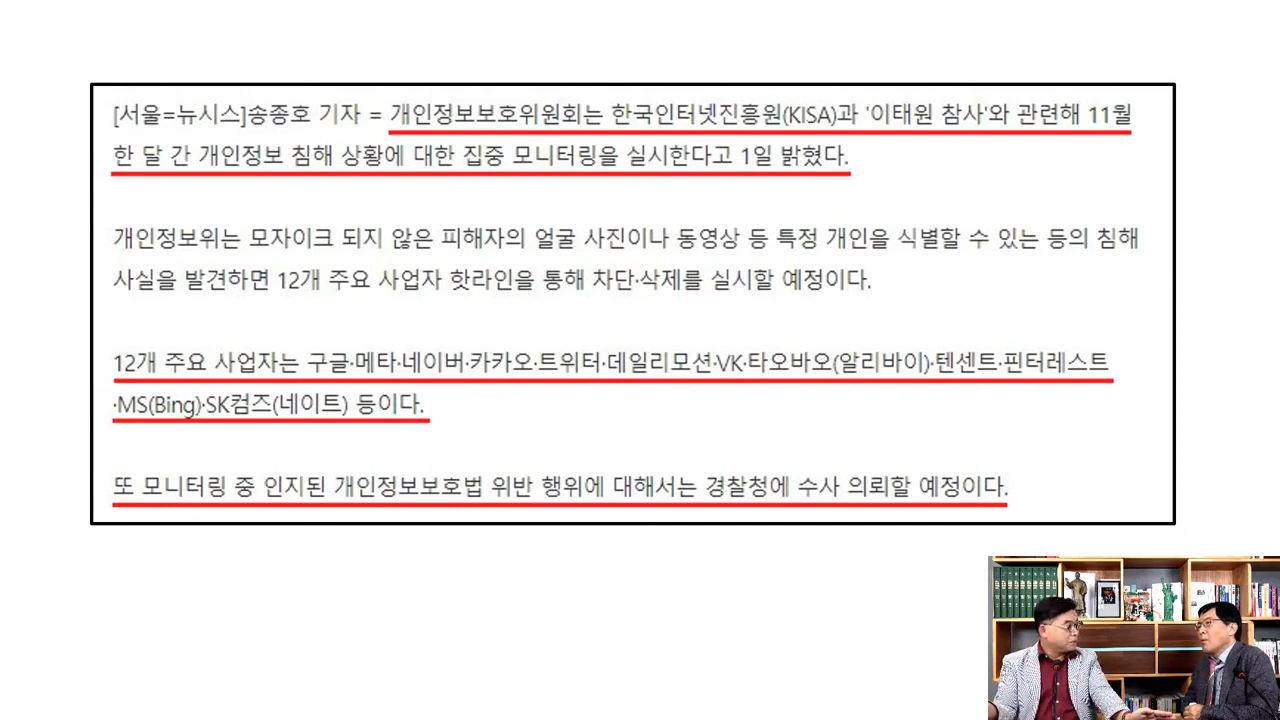 [서울=뉴시스]송종호 기자 = 개인정보보호위원회는 한국인터넷진흥원(KISA)과 '이태원 참사'와 관련해 11월
한 달 간 개인정보 침해 상황에 대한 집중 모니터링을 실시한다고 1일 밝혔다.
개인정보위는 모자이크 되지 않은 피해자의 얼굴 사진이나 동영상 등 특정 개인을 식별할 수 있는 등의 침해
사실을 발견하면 12개 주요 사업자 핫라인을 통해 차단·삭제를 실시할 예정이다.
12개 주요 사업자는 구글·메타·네이버·카카오·트위터·데일리모션·VK·타오바오(알리바이)·텐센트·핀터레스트
·MS(Bing)·SK컴즈(네이트) 등이다.
또 모니터링 중 인지된 개인정보보호법 위반 행위에 대해서는 경찰청에 수사 의뢰할 예정이다.